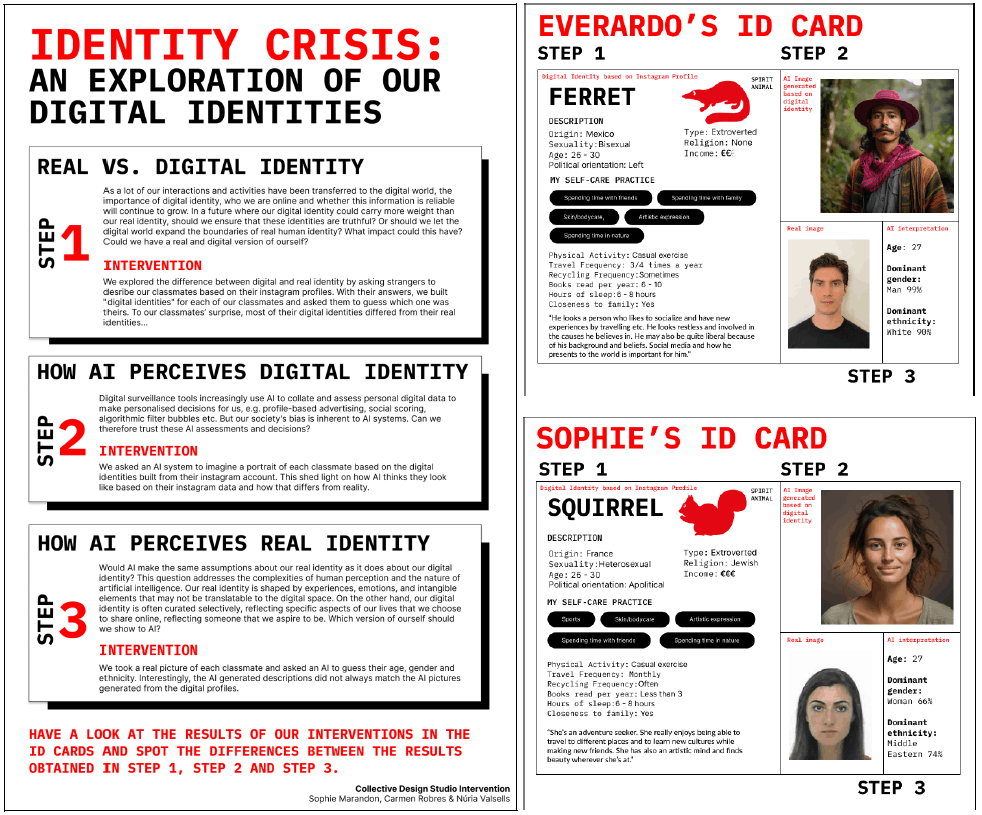 IDENTITY CRISIS:
AN EXPLORATION OF OUR
DIGITAL IDENTITIES
REAL VS. DIGITAL IDENTITY
STEP 1
As a lot of our interactions and activities have been transferred to the digital world, the
importance of digital identity, who we are online and whether this information is reliable
will continue to grow. In a future where our digital identity could carry more weight than
our real identity, should we ensure that these identities are truthful? Or should we let the
digital world expand the boundaries of real human identity? What impact could this have?
Could we have a real and digital version of ourself?
INTERVENTION
We explored the difference between digital and real identity by asking strangers to
desribe our classmates based on their instagram profiles. With their answers, we built
"digital identities" for each of our classmates and asked them to guess which one was
theirs. To our classmates' surprise, most of their digital identities differed from their real
identities...
HOW AI PERCEIVES DIGITAL IDENTITY
STEP 2
Digital surveillance tools increasingly use AI to collate and assess personal digital data to
make personalised decisions for us, e.g. profile-based advertising, social scoring,
algorithmic filter bubbles etc. But our society's bias is inherent to AI systems. Can we
therefore trust these AI assessments and decisions?
INTERVENTION
We asked an AI system to imagine a portrait of each classmate based on the digital
identities built from their instagram account. This shed light on how AI thinks they look
like based on their instagram data and how that differs from reality.
HOW AI PERCEIVES REAL IDENTITY
STEP 3
Would AI make the same assumptions about our real identity as it does about our digital
identity? This question addresses the complexities of human perception and the nature of
artificial intelligence. Our real identity is shaped by experiences, emotions, and intangible
elements that may not be translatable to the digital space. On the other hand, our digital
identity is often curated selectively, reflecting specific aspects of our lives that we choose
to share online, reflecting someone that we aspire to be. Which version of ourself should
we show to AI?
INTERVENTION
We took a real picture of each classmate and asked an AI to guess their age, gender and
ethnicity. Interestingly, the AI generated descriptions did not always match the AI pictures
generated from the digital profiles.
HAVE A LOOK AT THE RESULTS OF OUR INTERVENTIONS IN THE
ID CARDS AND SPOT THE DIFFERENCES BETWEEN THE RESULTS
OBTAINED IN STEP 1, STEP 2 AND STEP 3.
Collective Design Studio Intervention
Sophie Marandon, Carmen Robres & Núria Valsells
EVERARDO'S ID CARD
STEP 1
STEP 2
Digital Identity based on Instagram Profile
FERRET
SPIRIT
ANIMAL
DESCRIPTION
Origin: Mexico
Sexuality:Bisexual
Age: 26 - 30
Political orientation: Left
Type: Extroverted
Religion: None
Income: €€€
MY SELF-CARE PRACTICE
Spending time with friends
Spending time with family
Skin/bodycare,
Artistic expression
Spending time in nature
Physical Activity: Casual exercise
Travel Frequency: 3/4 times a year
Recycling Frequency:Sometimes
Books read per year: 6 - 10
Hours of sleep:6 - 8 hours
Closeness to family: Yes
"He looks a person who likes to socialize and have new
experiences by travelling etc. He looks restless and involved in
the causes he believes in. He may also be quite liberal because
of his background and beliefs. Social media and how he
presents to the world is important for him."
AI Image
generated
based on
digital
identity
Real image
AI interpretation
Age: 27
Dominant
gender:
Man 99%
Dominant
ethnicity:
White 90%
STEP 3
SOPHIE'S ID CARD
STEP 1
STEP 2
Digital Identity based on Instagram Profile
SQUIRREL
SPIRIT
ANIMAL
DESCRIPTION
Origin: France
Sexuality:Heterosexual
Age: 26 - 30
Political orientation: Apolitical
Type: Extroverted
Religion: Jewish
Income: €€€
MY SELF-CARE PRACTICE
Sports
Skin/bodycare
Artistic expression
Spending time with friends
Spending time in nature
Physical Activity: Casual exercise
Travel Frequency: Monthly
Recycling Frequency:Often
Books read per year: Less than 3
Hours of sleep:6 - 8 hours
Closeness to family: Yes
"She's an adventure seeker. She really enjoys being able to
travel to different places and to learn new cultures while
making new friends. She has also an artistic mind and finds
beauty wherever she's at."
AI Image
generated
based on
digital
identity
Real image
AI interpretation
Age: 27
Dominant
gender:
Woman 66%
Dominant
ethnicity:
Middle
Eastern 74%
STEP 3